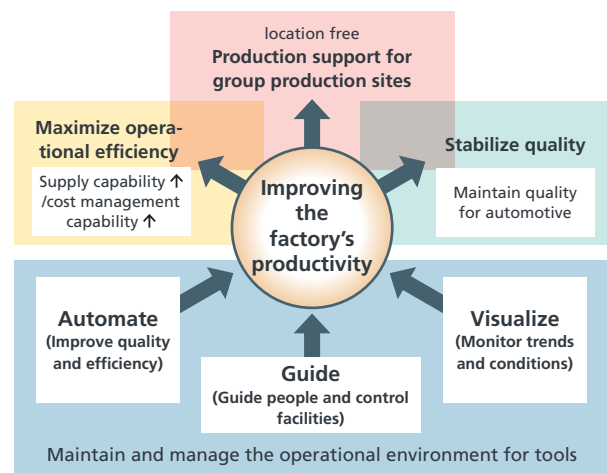 location free
Production support for
group production sites
Maximize opera-
tional efficiency
Supply capability ↑
/cost management
capability ↑
Stabilize quality
Maintain quality
for automotive
Improving
the
factory's
productivity
Automate
(Improve quality
and efficiency)
Guide
(Guide people and control
facilities)
Visualize
(Monitor trends
and conditions)
Maintain and manage the operational environment for tools